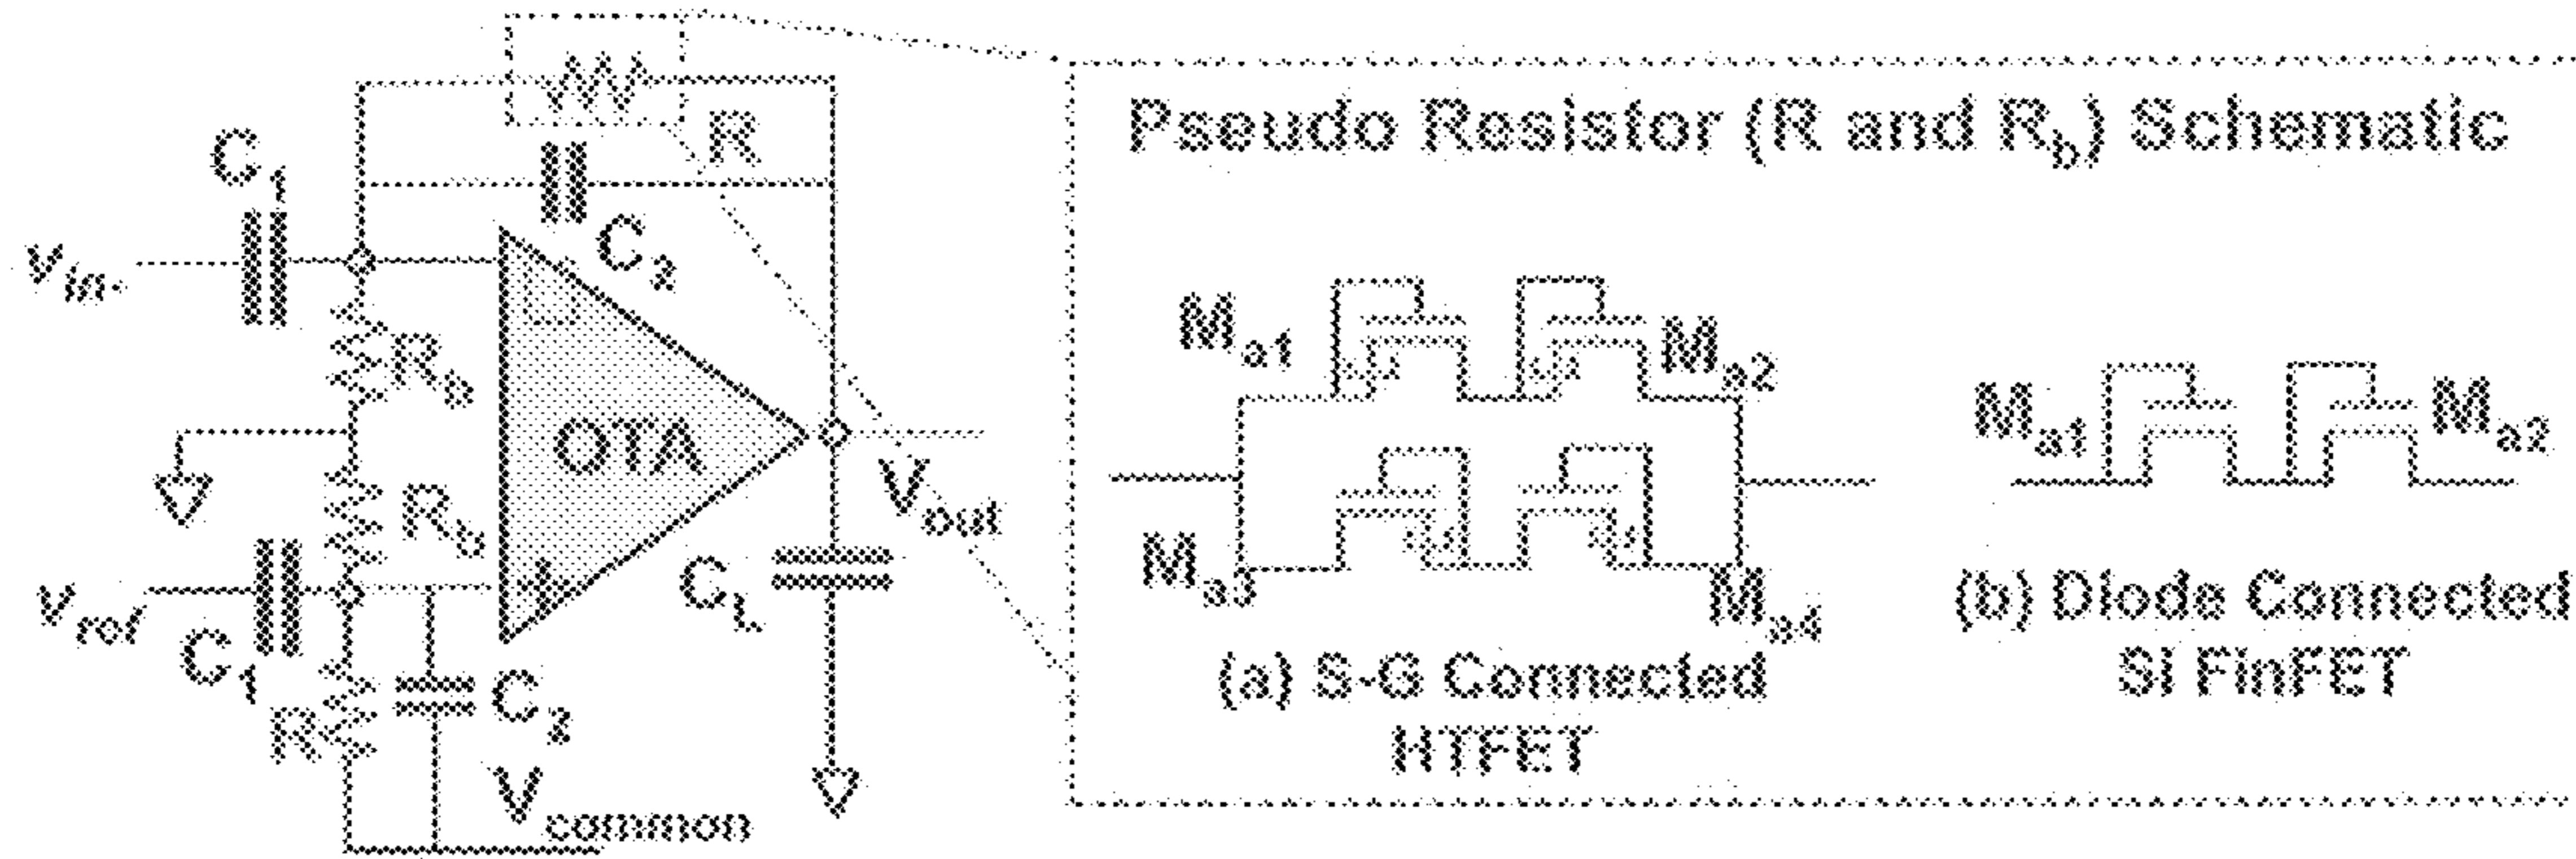 R
Pseudo Resistor (R and Rb) Schematic
C1
C2
vin
Rb
Ma1
Ma2
Ma1
Ma2
OTA
Rb
Vout
Ma3
Ma4
vref
C1
CL
+
(a) S-G Connected
HTFET
(b) Diode Connected
Si FinFET
R
C2
Vcommon